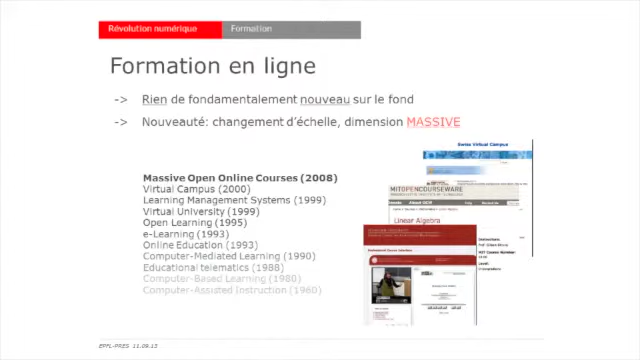 Révolution numérique
Formation
Formation en ligne
-> Rien de fondamentalement nouveau sur le fond
-> Nouveauté: changement d'échelle, dimension MASSIVE
Swiss Virtual Campus
Massive Open Online Courses (2008)
Virtual Campus (2000)
Learning Management Systems (1999)
Virtual University (1999)
Open Learning (1995)
e-Learning (1993)
Online Education (1993)
Computer-Mediated Learning (1990)
Educational telematics (1988)
Computer-Based Learning (1980)
Computer-Assisted Instruction (1960)
MITOPENCOURSEWARE
Linear Algebra
EPFL-PRES 11.09.13